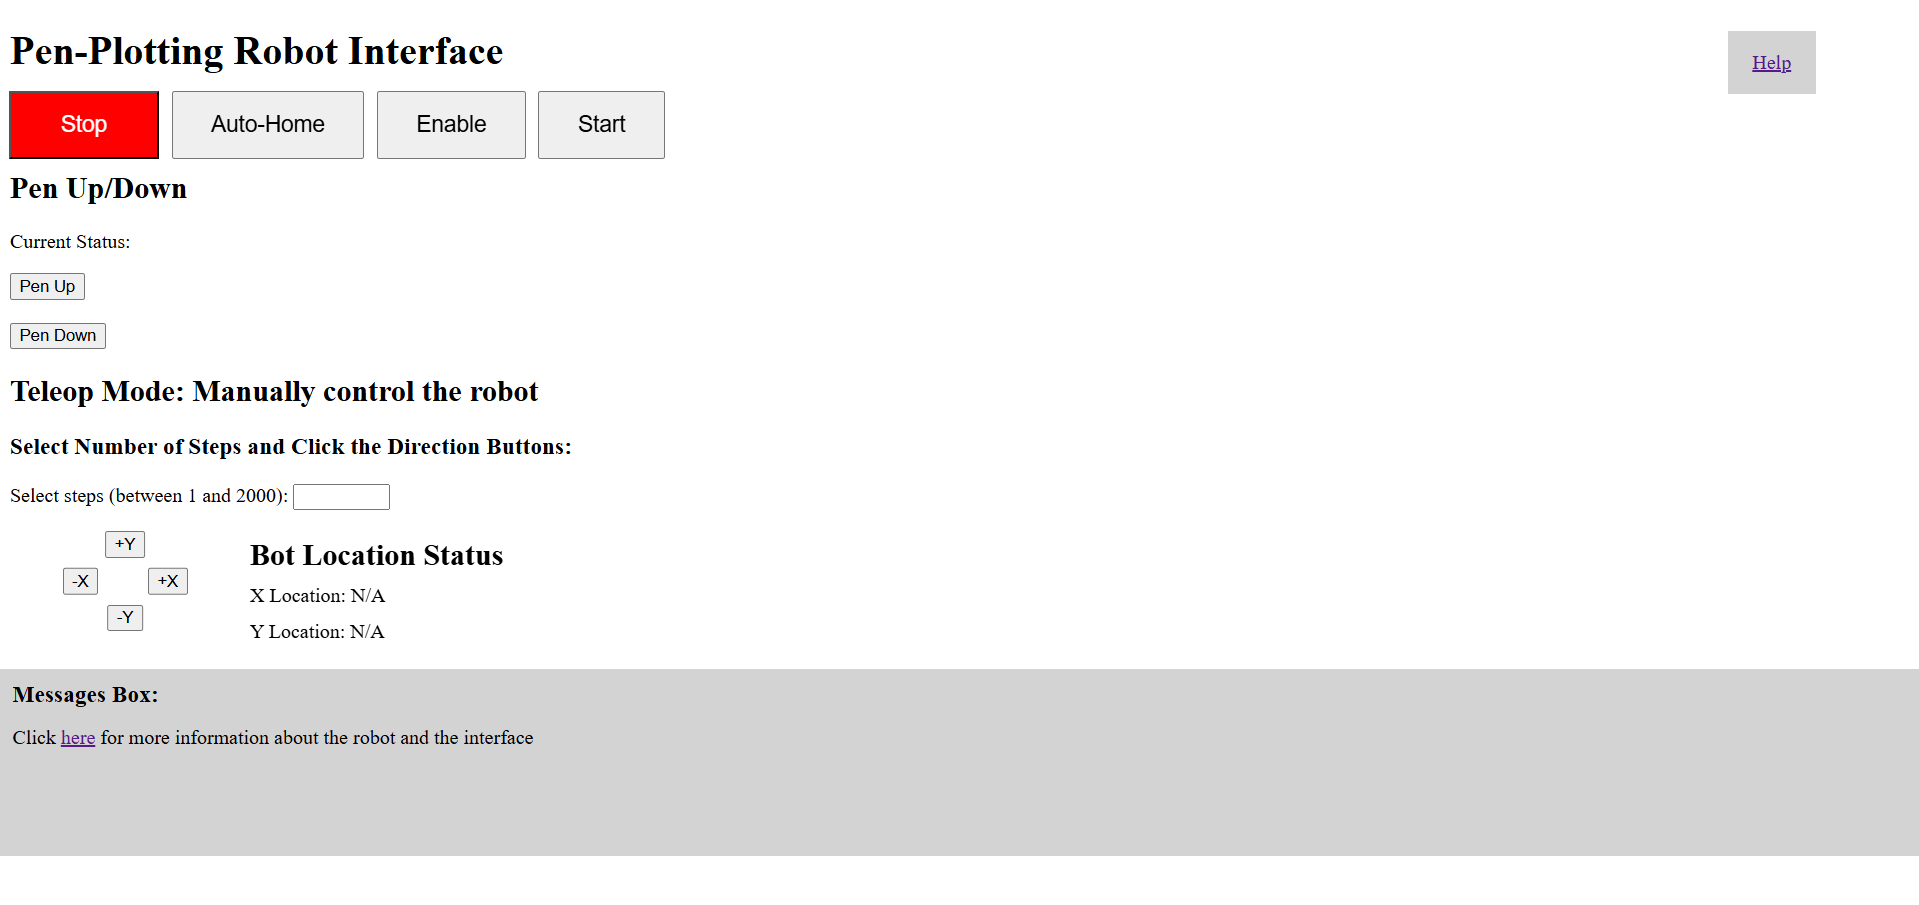 Pen-Plotting Robot Interface
Help
Stop
Auto-Home
Enable
Start
Pen Up/Down
Current Status:
Pen Up
Pen Down
Teleop Mode: Manually control the robot
Select Number of Steps and Click the Direction Buttons:
Select steps (between 1 and 2000):
+Y
-X
+X
-Y
Bot Location Status
X Location: N/A
Y Location: N/A
Messages Box:
Click here for more information about the robot and the interface